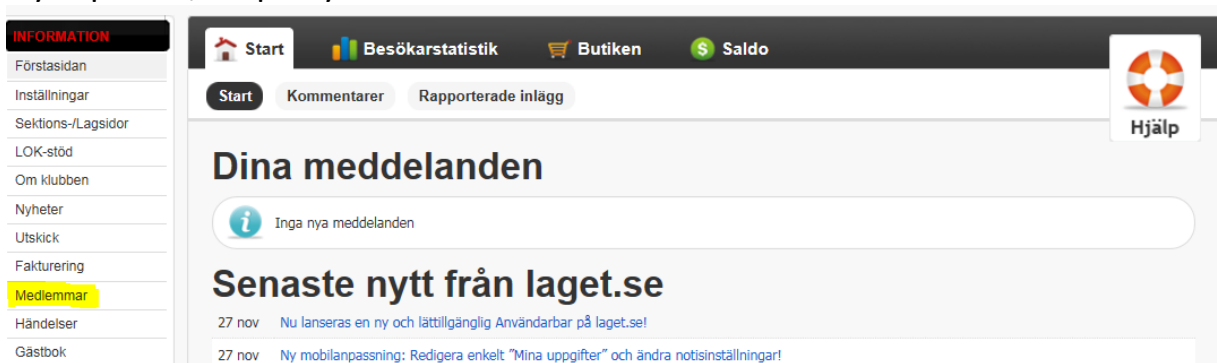 INFORMATION
Förstasidan
Inställningar
Sektions-/Lagsidor
LOK-stöd
Om klubben
Nyheter
Utskick
Fakturering
Medlemmar
Händelser
Gästbok
Start Besökarstatistik Butiken Saldo
Hjälp
Start Kommentarer Rapporterade inlägg
Dina meddelanden
Inga nya meddelanden
Senaste nytt från laget.se
27 nov Nu lanseras en ny och lättillgänglig Användarbar på laget.se!
27 nov Ny mobilanpassning: Redigera enkelt "Mina uppgifter" och ändra notisinställningar!